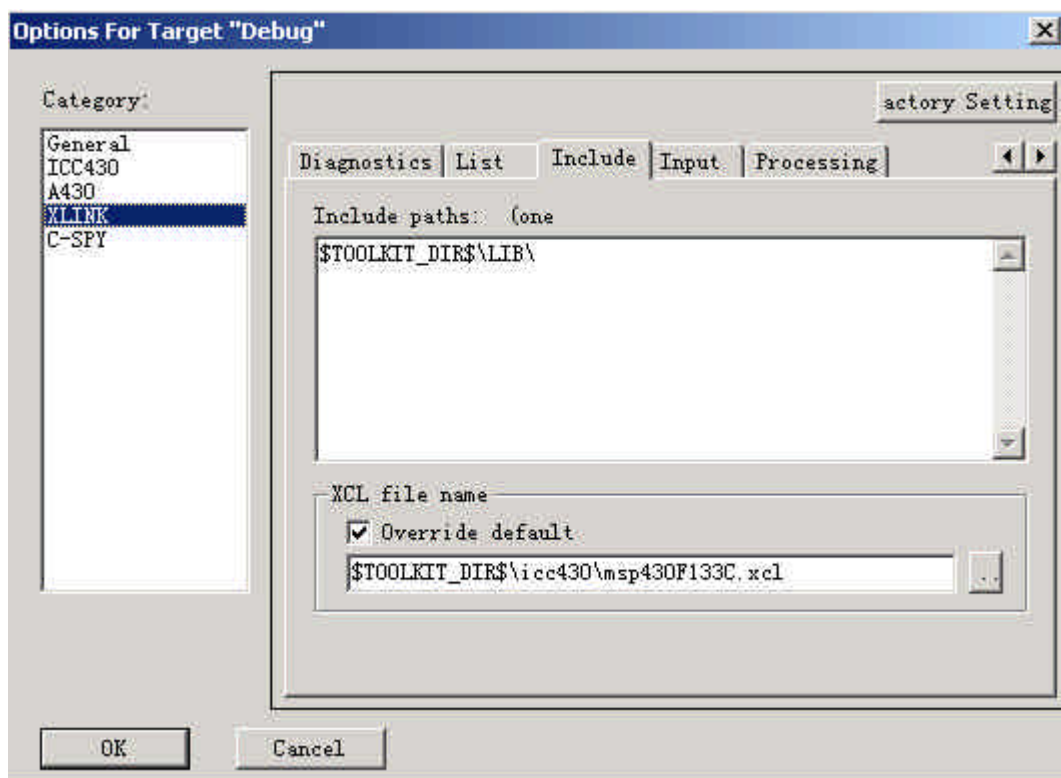 Options For Target "Debug"
Category:
General
ICC430
A430
XLINK
C-SPY
actory Setting
Diagnostics List Include Input Processing
Include paths: (one
$TOOLKIT_DIR$\LIB\
XCL file name
Override default
$TOOLKIT_DIR$\icc430\msp430F133C.xcl
..
OK Cancel